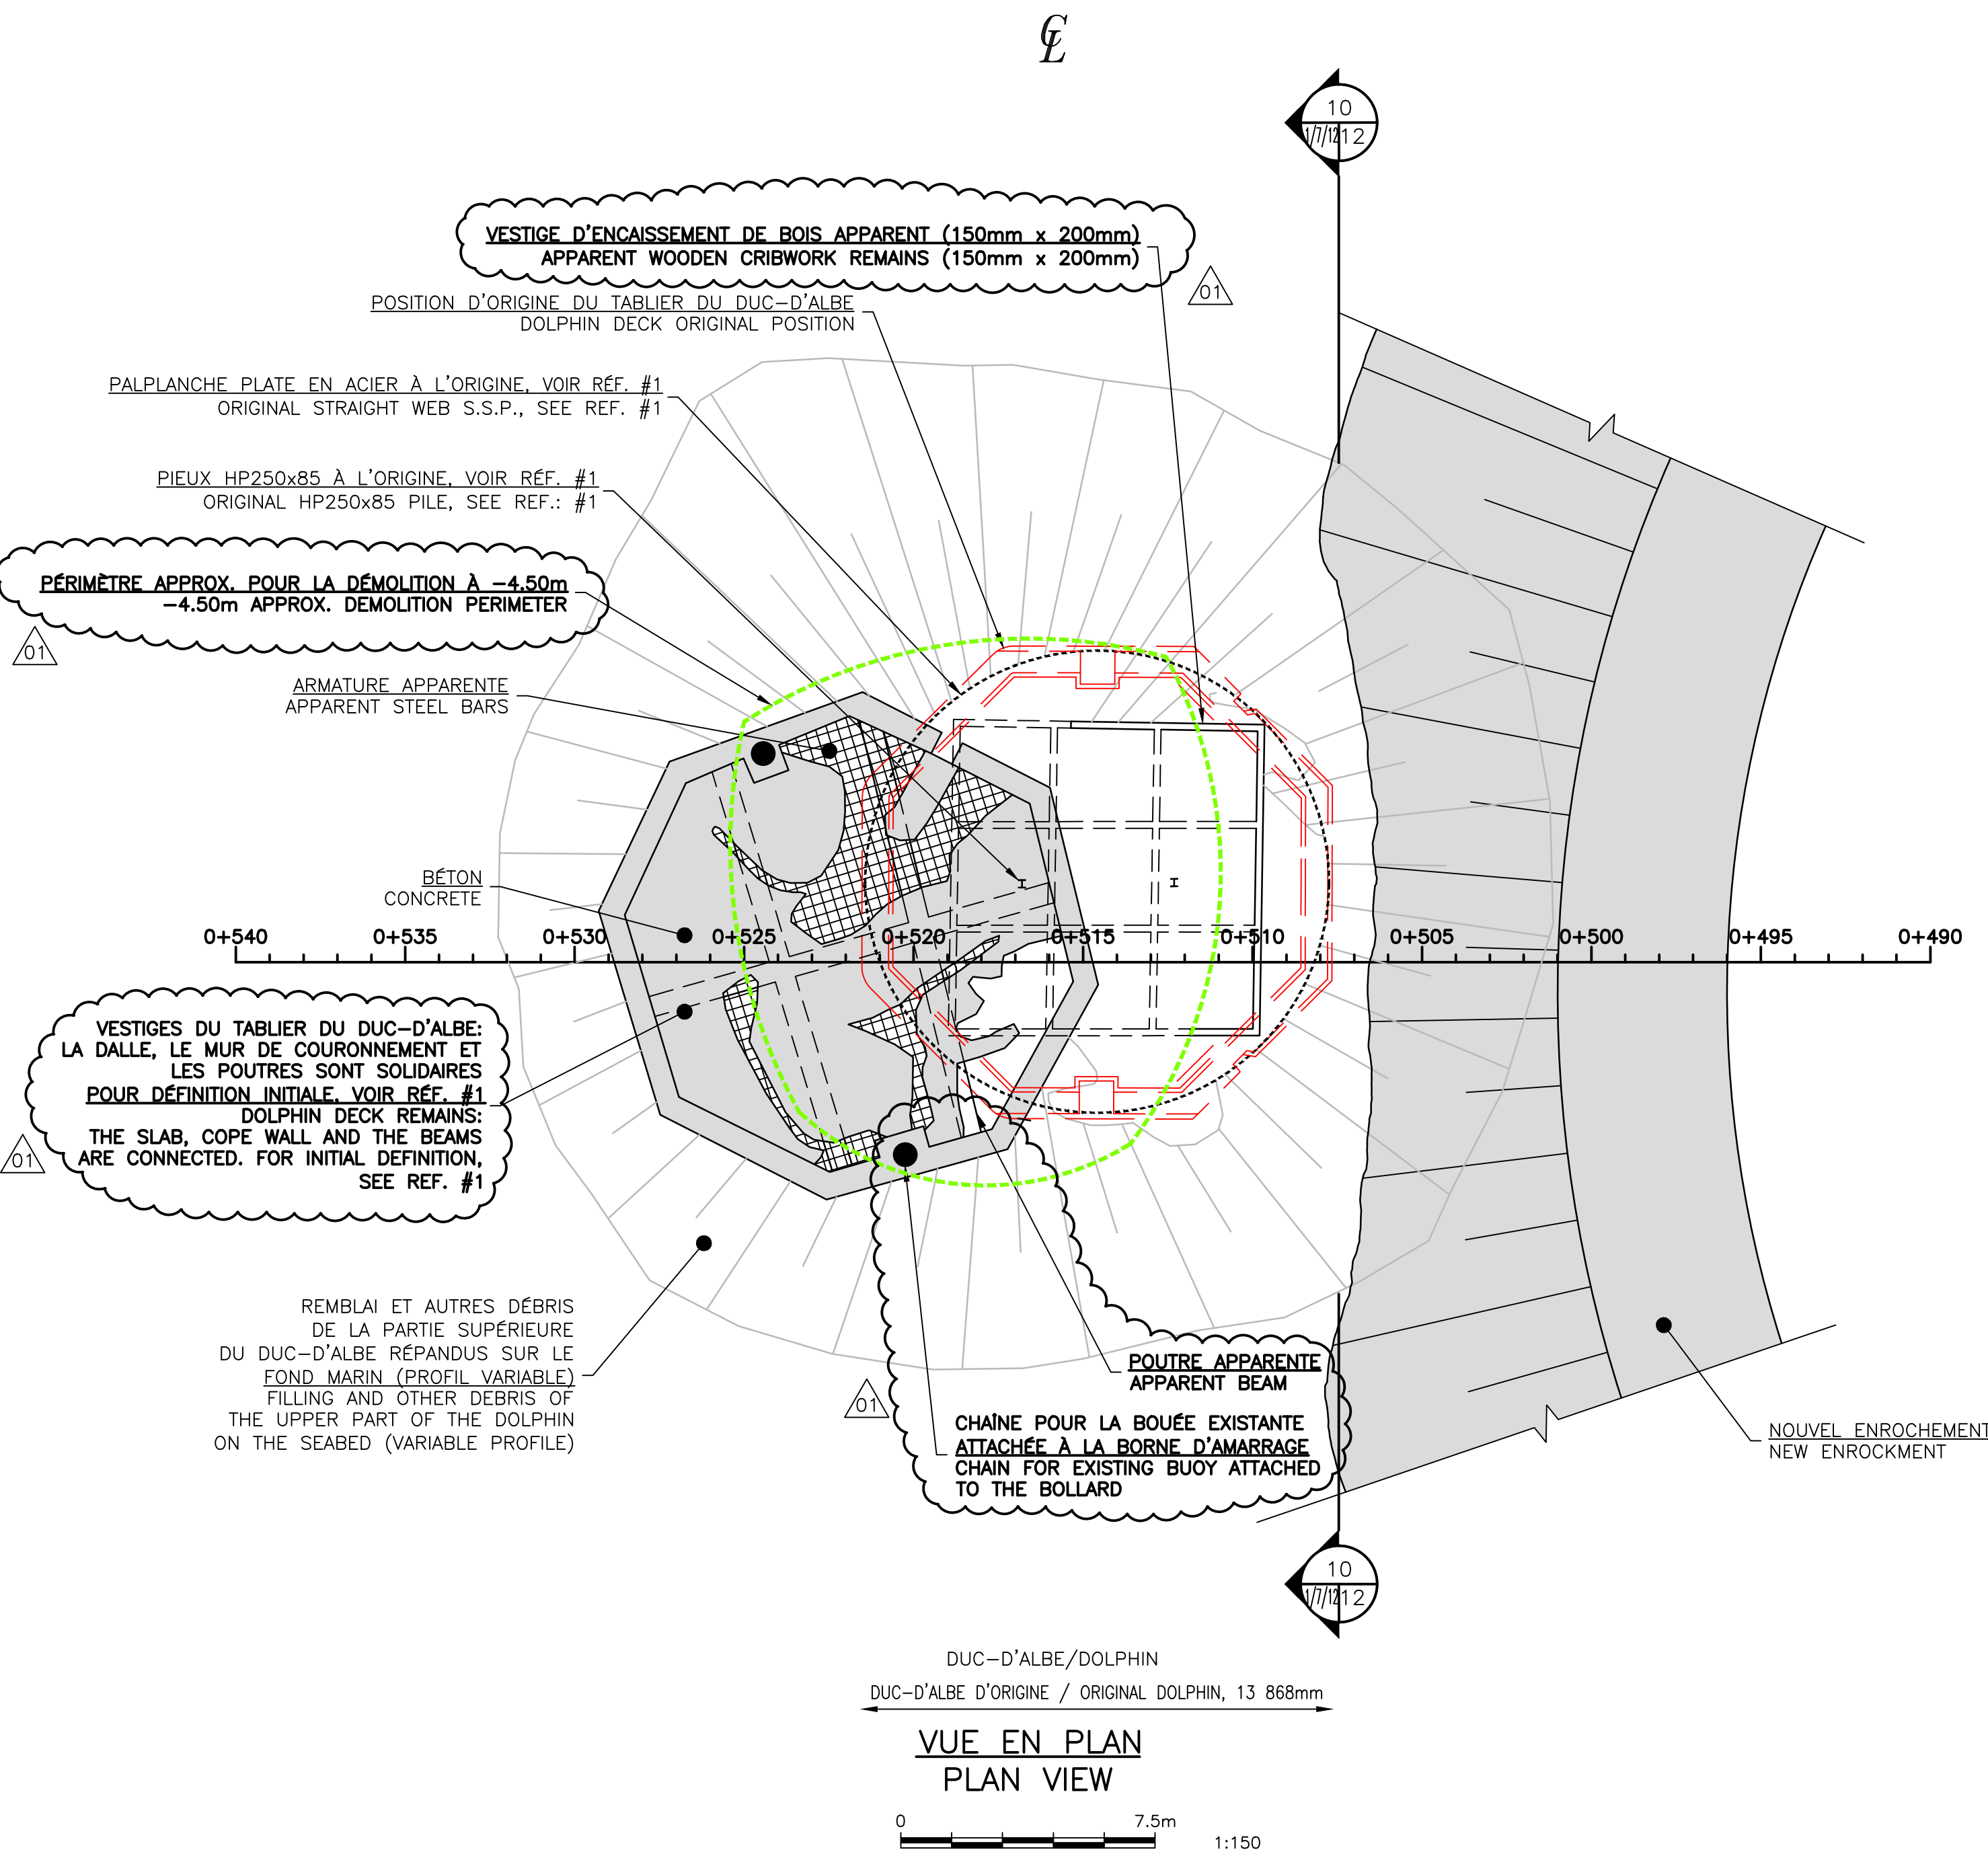 ℄
10
1/7/12 12
VESTIGE D'ENCAISSEMENT DE BOIS APPARENT (150mm x 200mm)
APPARENT WOODEN CRIBWORK REMAINS (150mm x 200mm)
01
POSITION D'ORIGINE DU TABLIER DU DUC-D'ALBE
DOLPHIN DECK ORIGINAL POSITION
PALPLANCHE PLATE EN ACIER À L'ORIGINE, VOIR RÉF. #1
ORIGINAL STRAIGHT WEB S.S.P., SEE REF. #1
PIEUX HP250x85 À L'ORIGINE, VOIR RÉF. #1
ORIGINAL HP250x85 PILE, SEE REF.: #1
PÉRIMÈTRE APPROX. POUR LA DÉMOLITION À -4.50m
-4.50m APPROX. DEMOLITION PERIMETER
01
ARMATURE APPARENTE
APPARENT STEEL BARS
BÉTON
CONCRETE
0+540 0+535 0+530 0+525 0+520 0+515 0+510 0+505 0+500 0+495 0+490
VESTIGES DU TABLIER DU DUC-D'ALBE:
LA DALLE, LE MUR DE COURONNEMENT ET
LES POUTRES SONT SOLIDAIRES
POUR DÉFINITION INITIALE. VOIR RÉF. #1
DOLPHIN DECK REMAINS:
THE SLAB, COPE WALL AND THE BEAMS
ARE CONNECTED. FOR INITIAL DEFINITION,
SEE REF. #1
01
REMBLAI ET AUTRES DÉBRIS
DE LA PARTIE SUPÉRIEURE
DU DUC-D'ALBE RÉPANDUS SUR LE
FOND MARIN (PROFIL VARIABLE)
FILLING AND OTHER DEBRIS OF
THE UPPER PART OF THE DOLPHIN
ON THE SEABED (VARIABLE PROFILE)
POUTRE APPARENTE
APPARENT BEAM
01
CHAÎNE POUR LA BOUÉE EXISTANTE
ATTACHÉE À LA BORNE D'AMARRAGE
CHAIN FOR EXISTING BUOY ATTACHED
TO THE BOLLARD
NOUVEL ENROCHEMENT
NEW ENROCKMENT
10
1/7/12 12
DUC-D'ALBE/DOLPHIN
DUC-D'ALBE D'ORIGINE / ORIGINAL DOLPHIN, 13 868mm
VUE EN PLAN
PLAN VIEW
0 7.5m
1:150